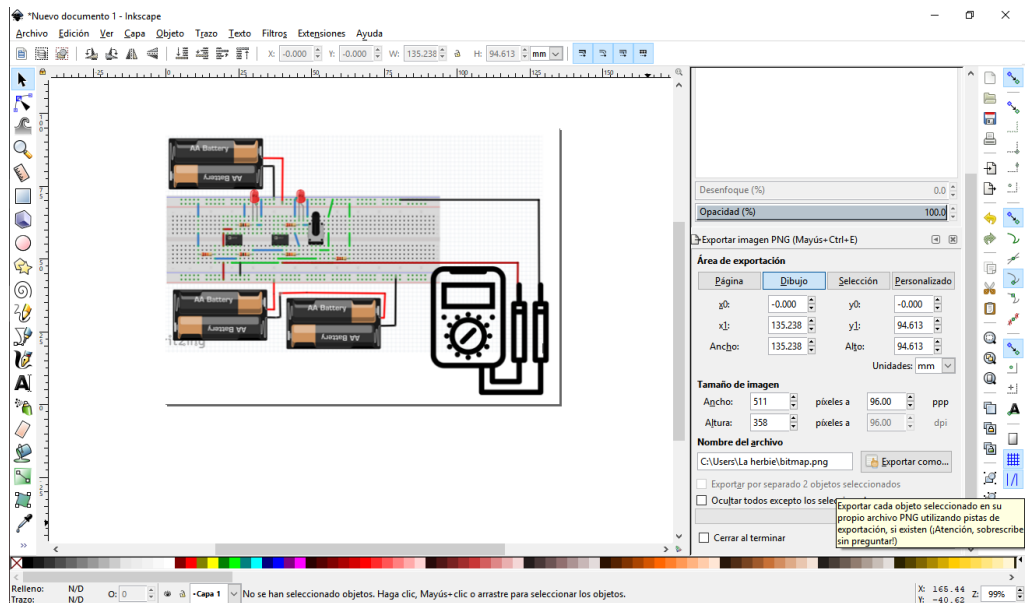 *Nuevo documento 1 - Inkscape
Archivo Edición Ver Capa Objeto Trazo Texto Filtros Extensiones Ayuda
X: -0.000 Y: -0.000 W: 135.238 H: 94.613 mm
AA Battery
AA Battery
AA Battery
AA Battery
AA Battery
AA Battery
ritzing
Desenfoque (%) 0.0
Opacidad (%) 100.0
Exportar imagen PNG (Mayús+Ctrl+E)
Área de exportación
Página Dibujo Selección Personalizado
x0: -0.000 y0: -0.000
x1: 135.238 y1: 94.613
Ancho: 135.238 Alto: 94.613
Unidades: mm
Tamaño de imagen
Ancho: 511 píxeles a 96.00 ppp
Altura: 358 píxeles a 96.00 dpi
Nombre del archivo
C:\Users\La herbie\bitmap.png Exportar como...
Exportar por separado 2 objetos seleccionados
Ocultar todos excepto los
Exportar cada objeto seleccionado en su
propio archivo PNG utilizando pistas de
exportación, si existen (¡Atención, sobrescribe
sin preguntar!)
Cerrar al terminar
Relleno: N/D
Trazo: N/D
O: 0
•Capa 1
No se han seleccionado objetos. Haga clic, Mayús+clic o arrastre para seleccionar los objetos.
X: 165.44
Y: -40.62
Z: 99%